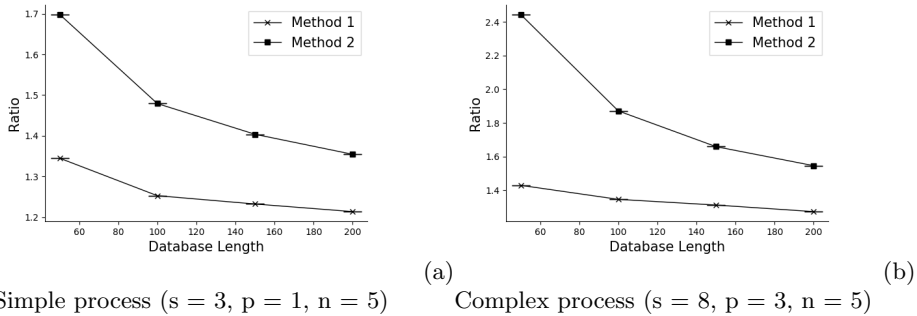 1.7
1.6
1.5
1.4
1.3
1.2
Ratio
60 80 100 120 140 160 180 200
Database Length
Method 1
Method 2
2.4
2.2
2.0
1.8
1.6
1.4
Ratio
60 80 100 120 140 160 180 200
Database Length
Method 1
Method 2
(a)
(b)
Simple process (s = 3, p = 1, n = 5)
Complex process (s = 8, p = 3, n = 5)